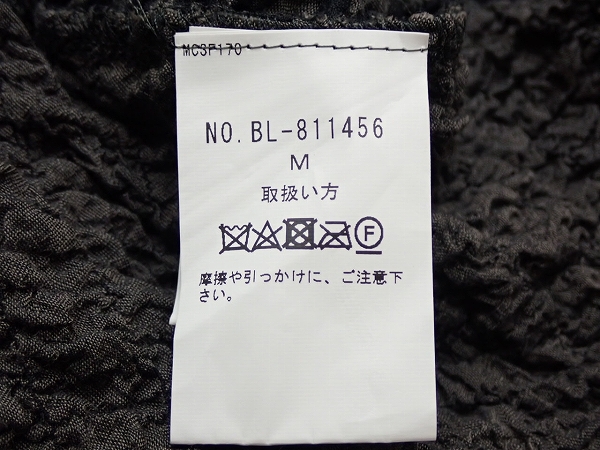 MC3F170
NO. BL-811456
M
取扱い方
F
摩擦や引っかけに、ご注意下
さい。